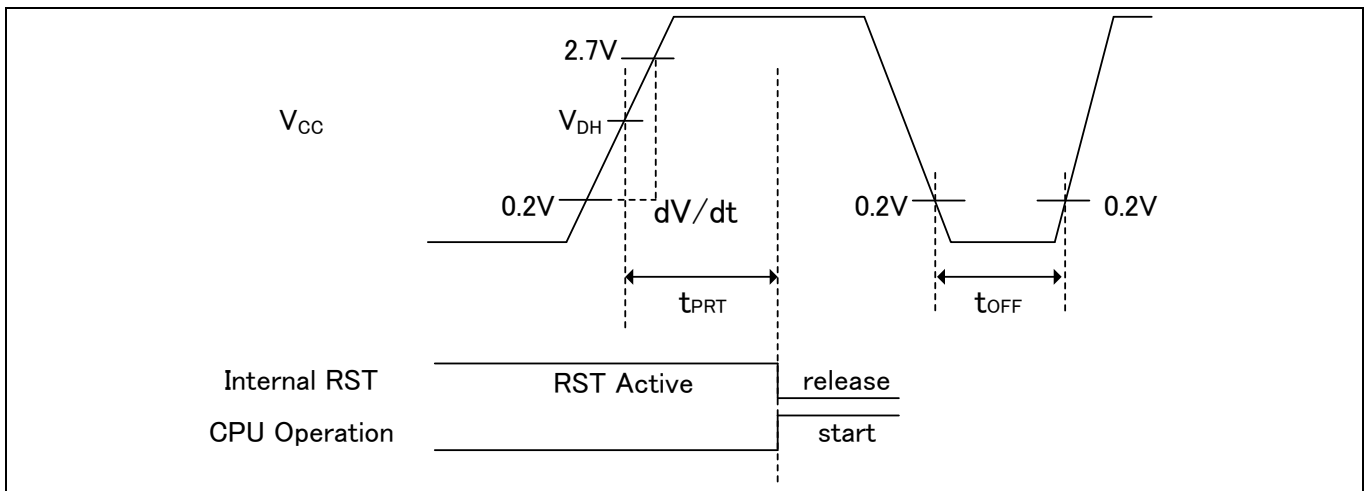 2.7V
VCC
VDH
0.2V
dV/dt
0.2V
0.2V
tPRT
tOFF
Internal RST
RST Active
release
CPU Operation
start